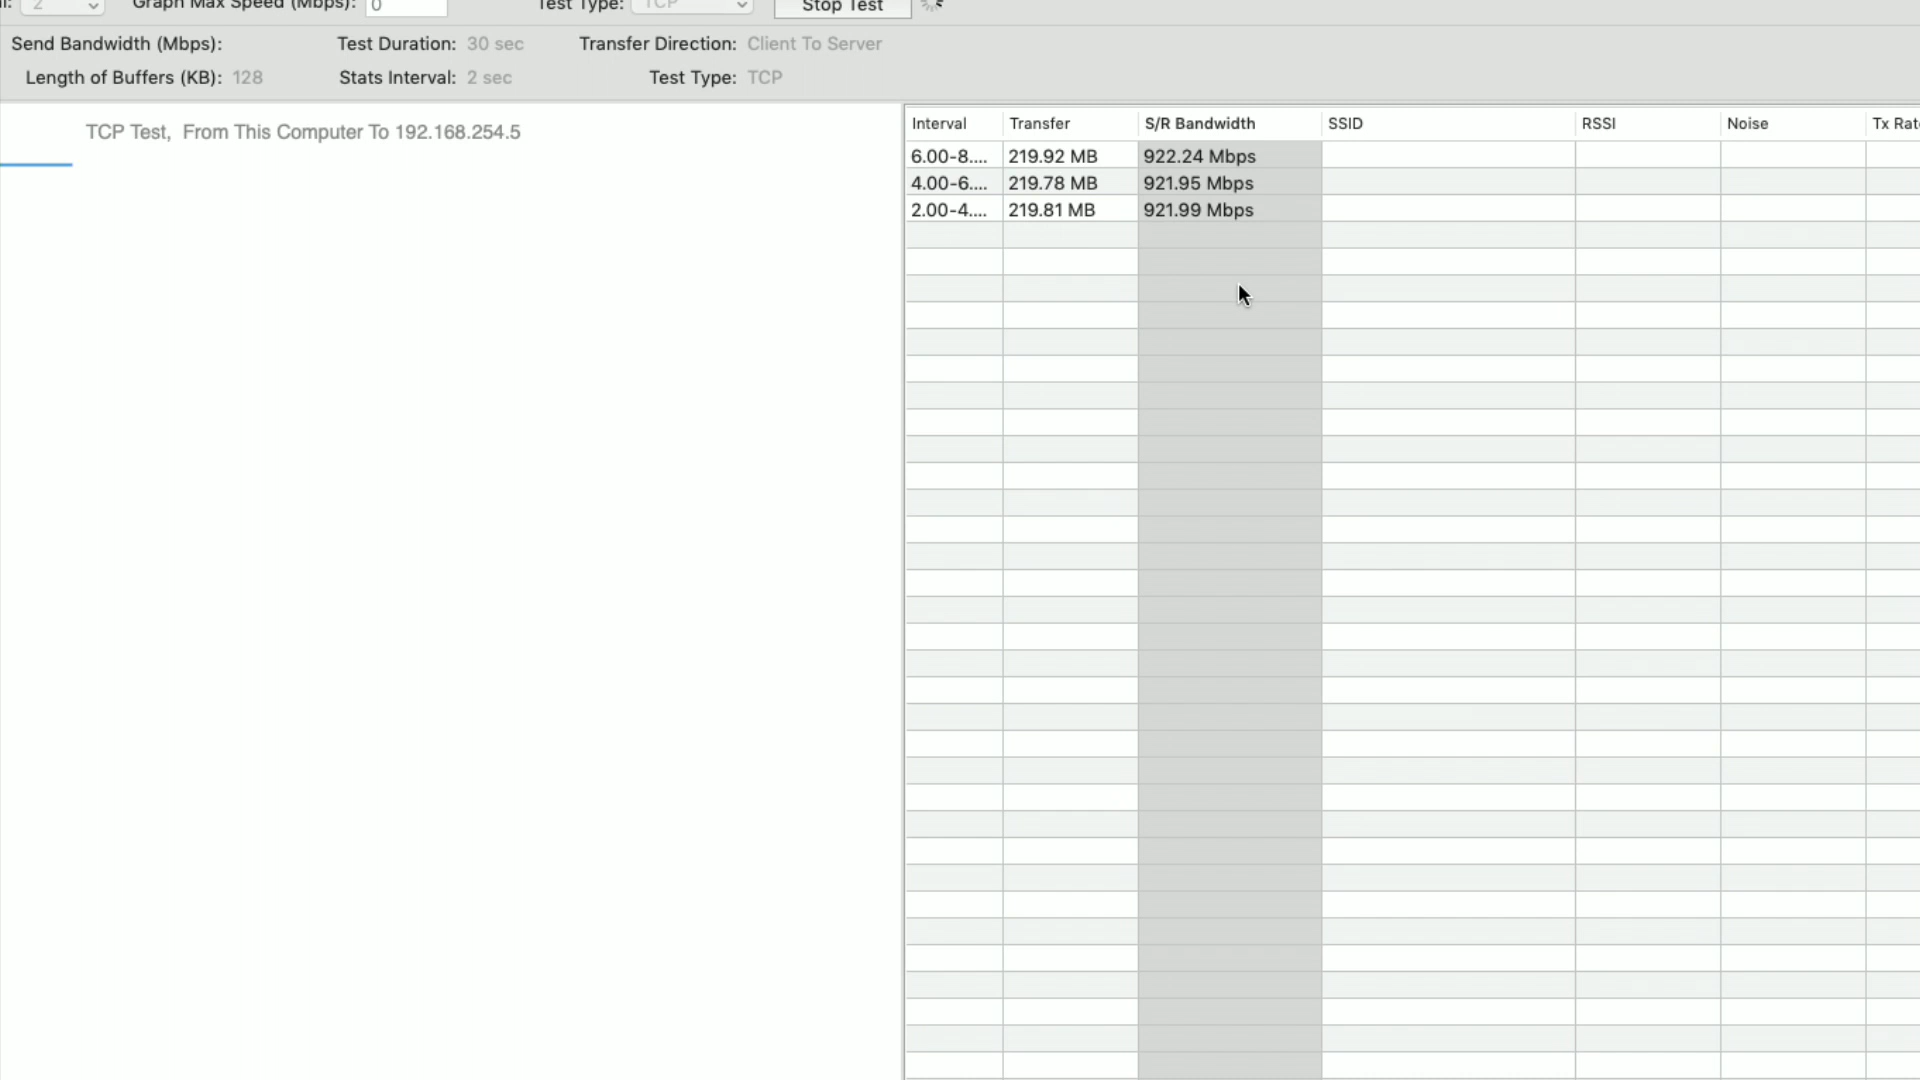 2 Graph Max Speed (Mbps): 0 Test Type: TCP Stop Test
Send Bandwidth (Mbps): Test Duration: 30 sec Transfer Direction: Client To Server
Length of Buffers (KB): 128 Stats Interval: 2 sec Test Type: TCP
TCP Test, From This Computer To 192.168.254.5
Interval Transfer S/R Bandwidth SSID RSSI Noise Tx Rat
6.00-8.... 219.92 MB 922.24 Mbps
4.00-6.... 219.78 MB 921.95 Mbps
2.00-4.... 219.81 MB 921.99 Mbps